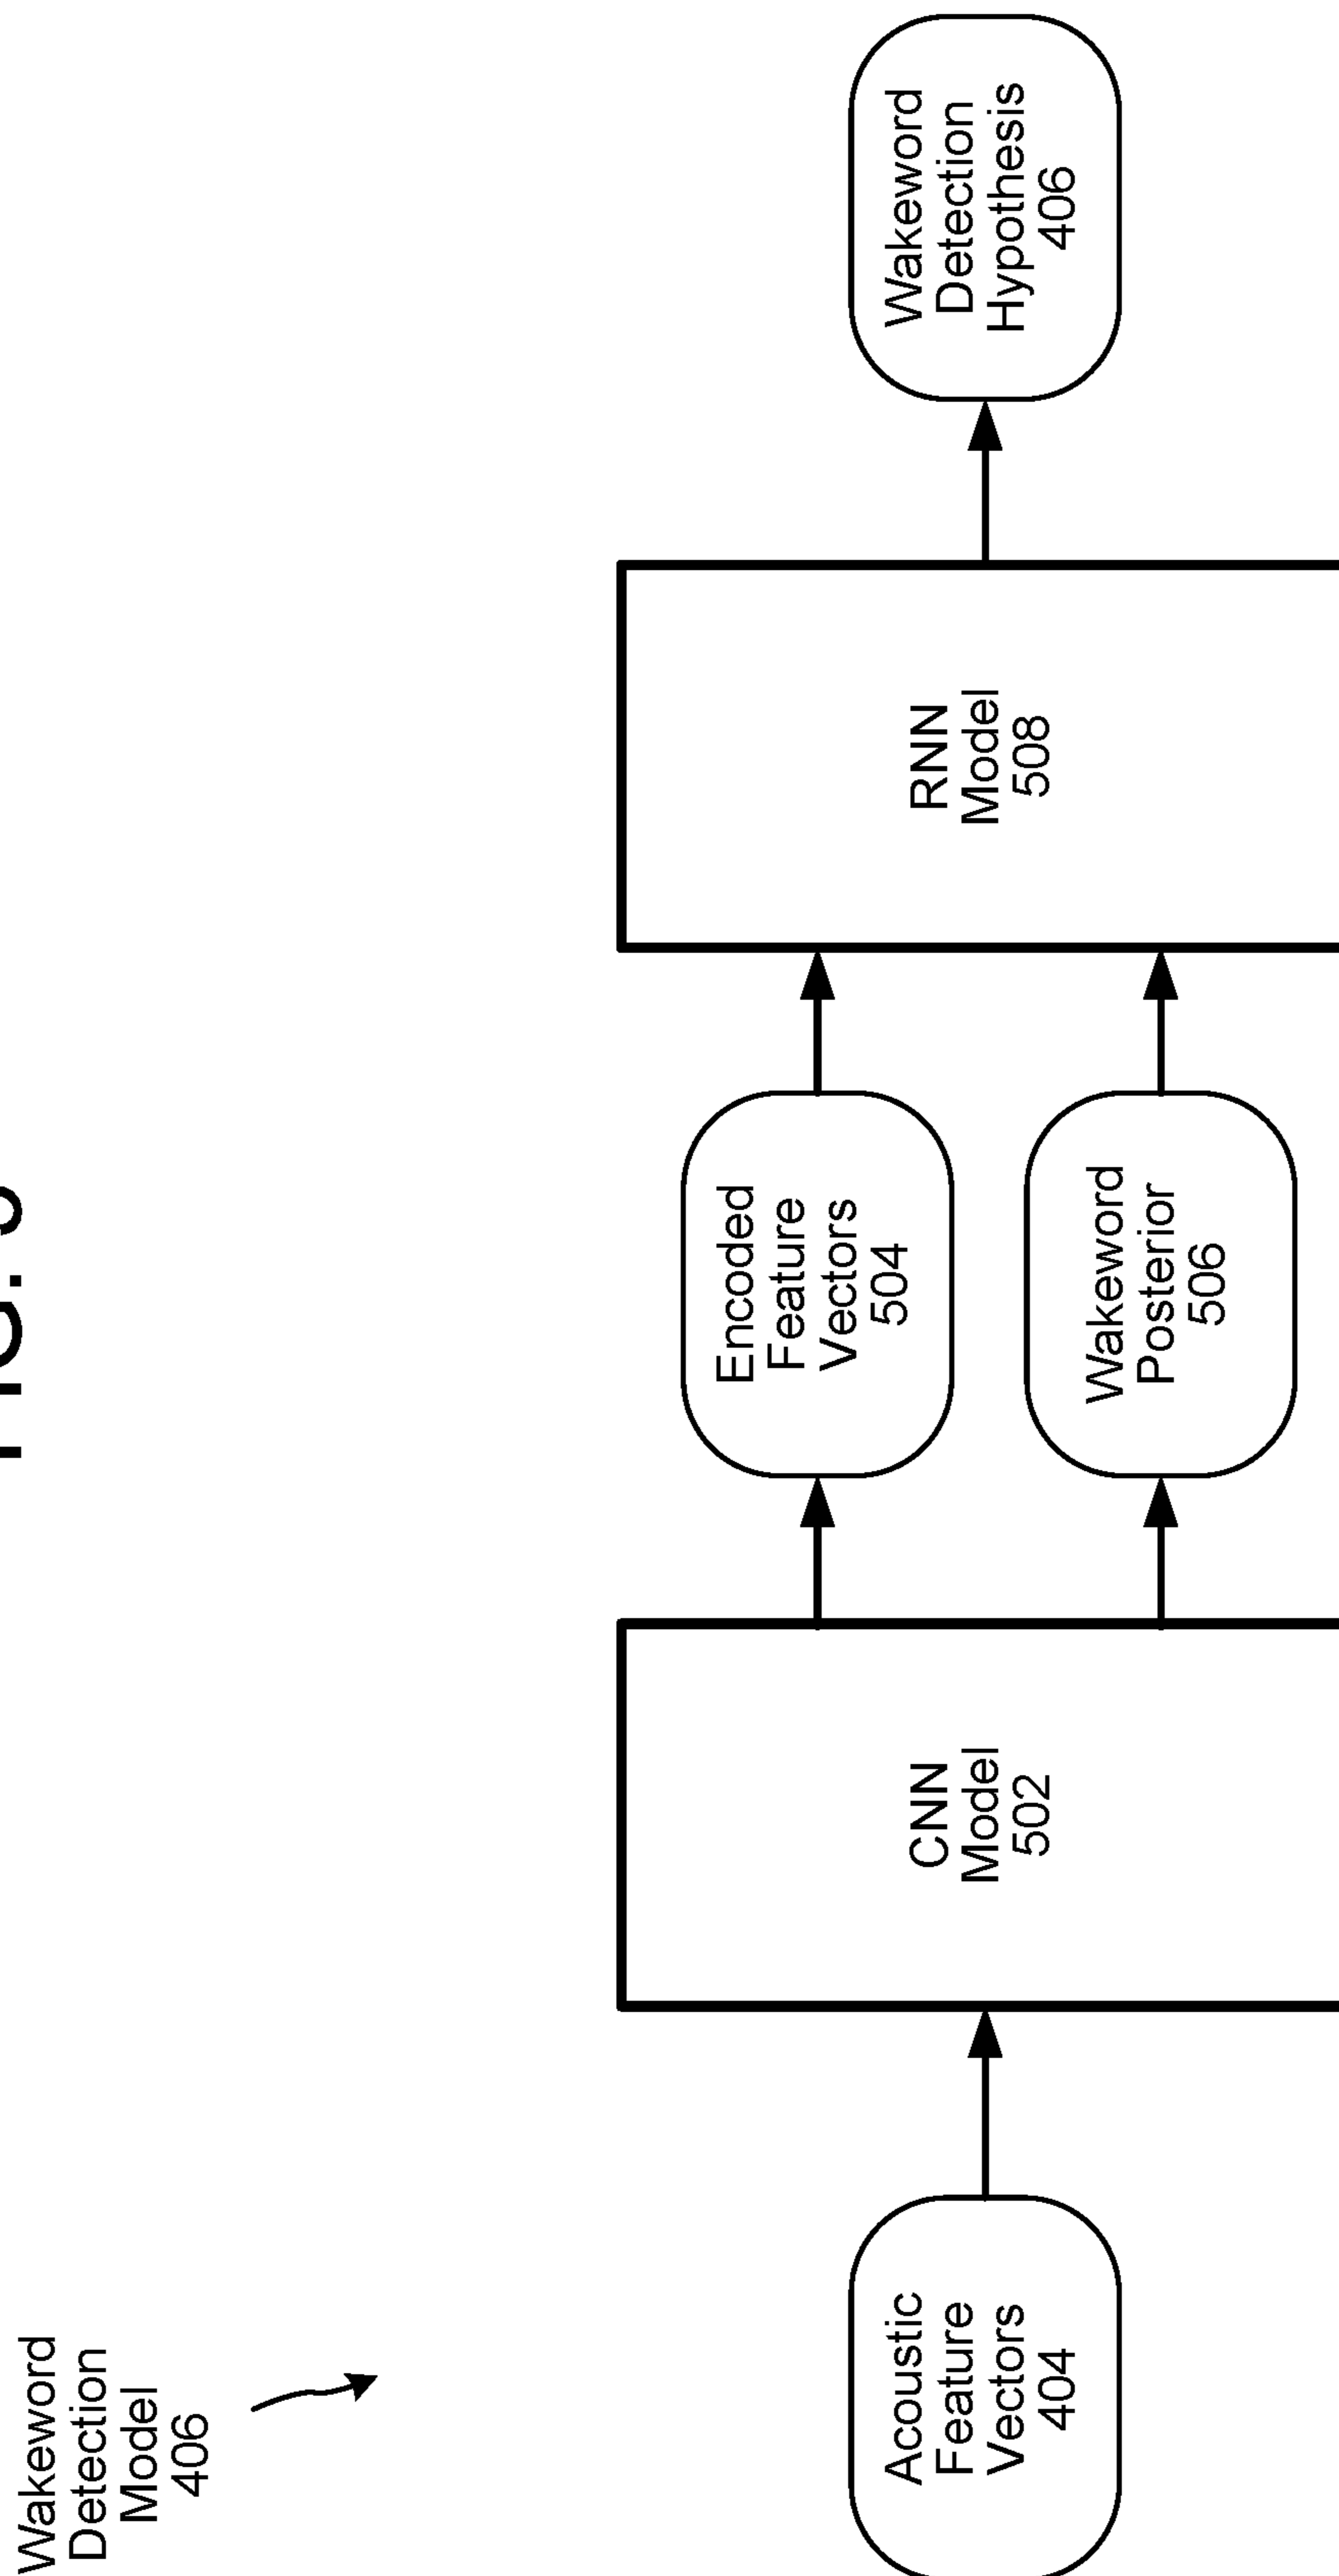 Wakeword
Detection
Model
406
Acoustic
Feature
Vectors
404
CNN
Model
502
Encoded
Feature
Vectors
504
Wakeword
Posterior
506
RNN
Model
508
Wakeword
Detection
Hypothesis
406